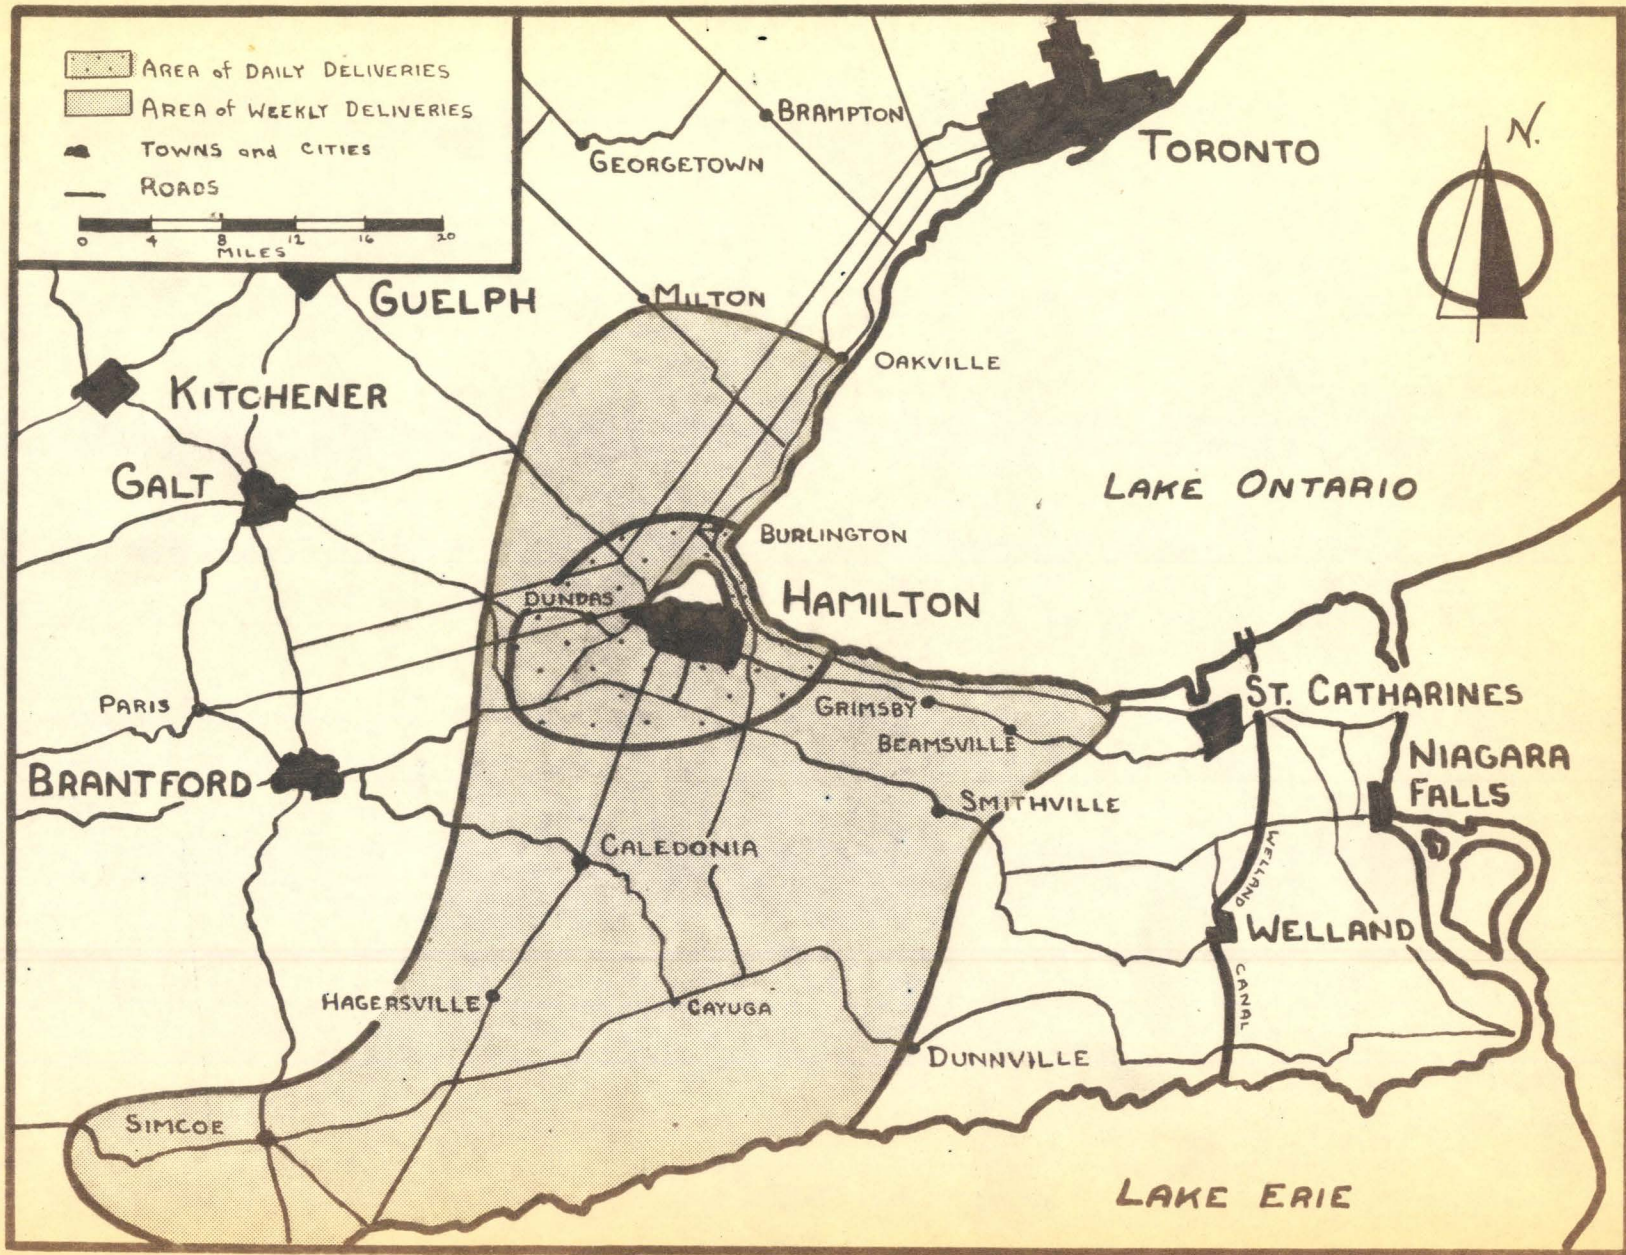 AREA of DAILY DELIVERIES
AREA of WEEKLY DELIVERIES
TOWNS and CITIES
ROADS
0 4 8 12 16 20
MILES
N.
BRAMPTON
GEORGETOWN
TORONTO
GUELPH
MILTON
OAKVILLE
KITCHENER
GALT
LAKE ONTARIO
BURLINGTON
DUNDAS
HAMILTON
PARIS
GRIMSBY
ST. CATHARINES
BEAMSVILLE
BRANTFORD
NIAGARA
FALLS
SMITHVILLE
CALEDONIA
WELLAND
WELLAND
CANAL
HAGERSVILLE
CAYUGA
DUNNVILLE
SIMCOE
LAKE ERIE